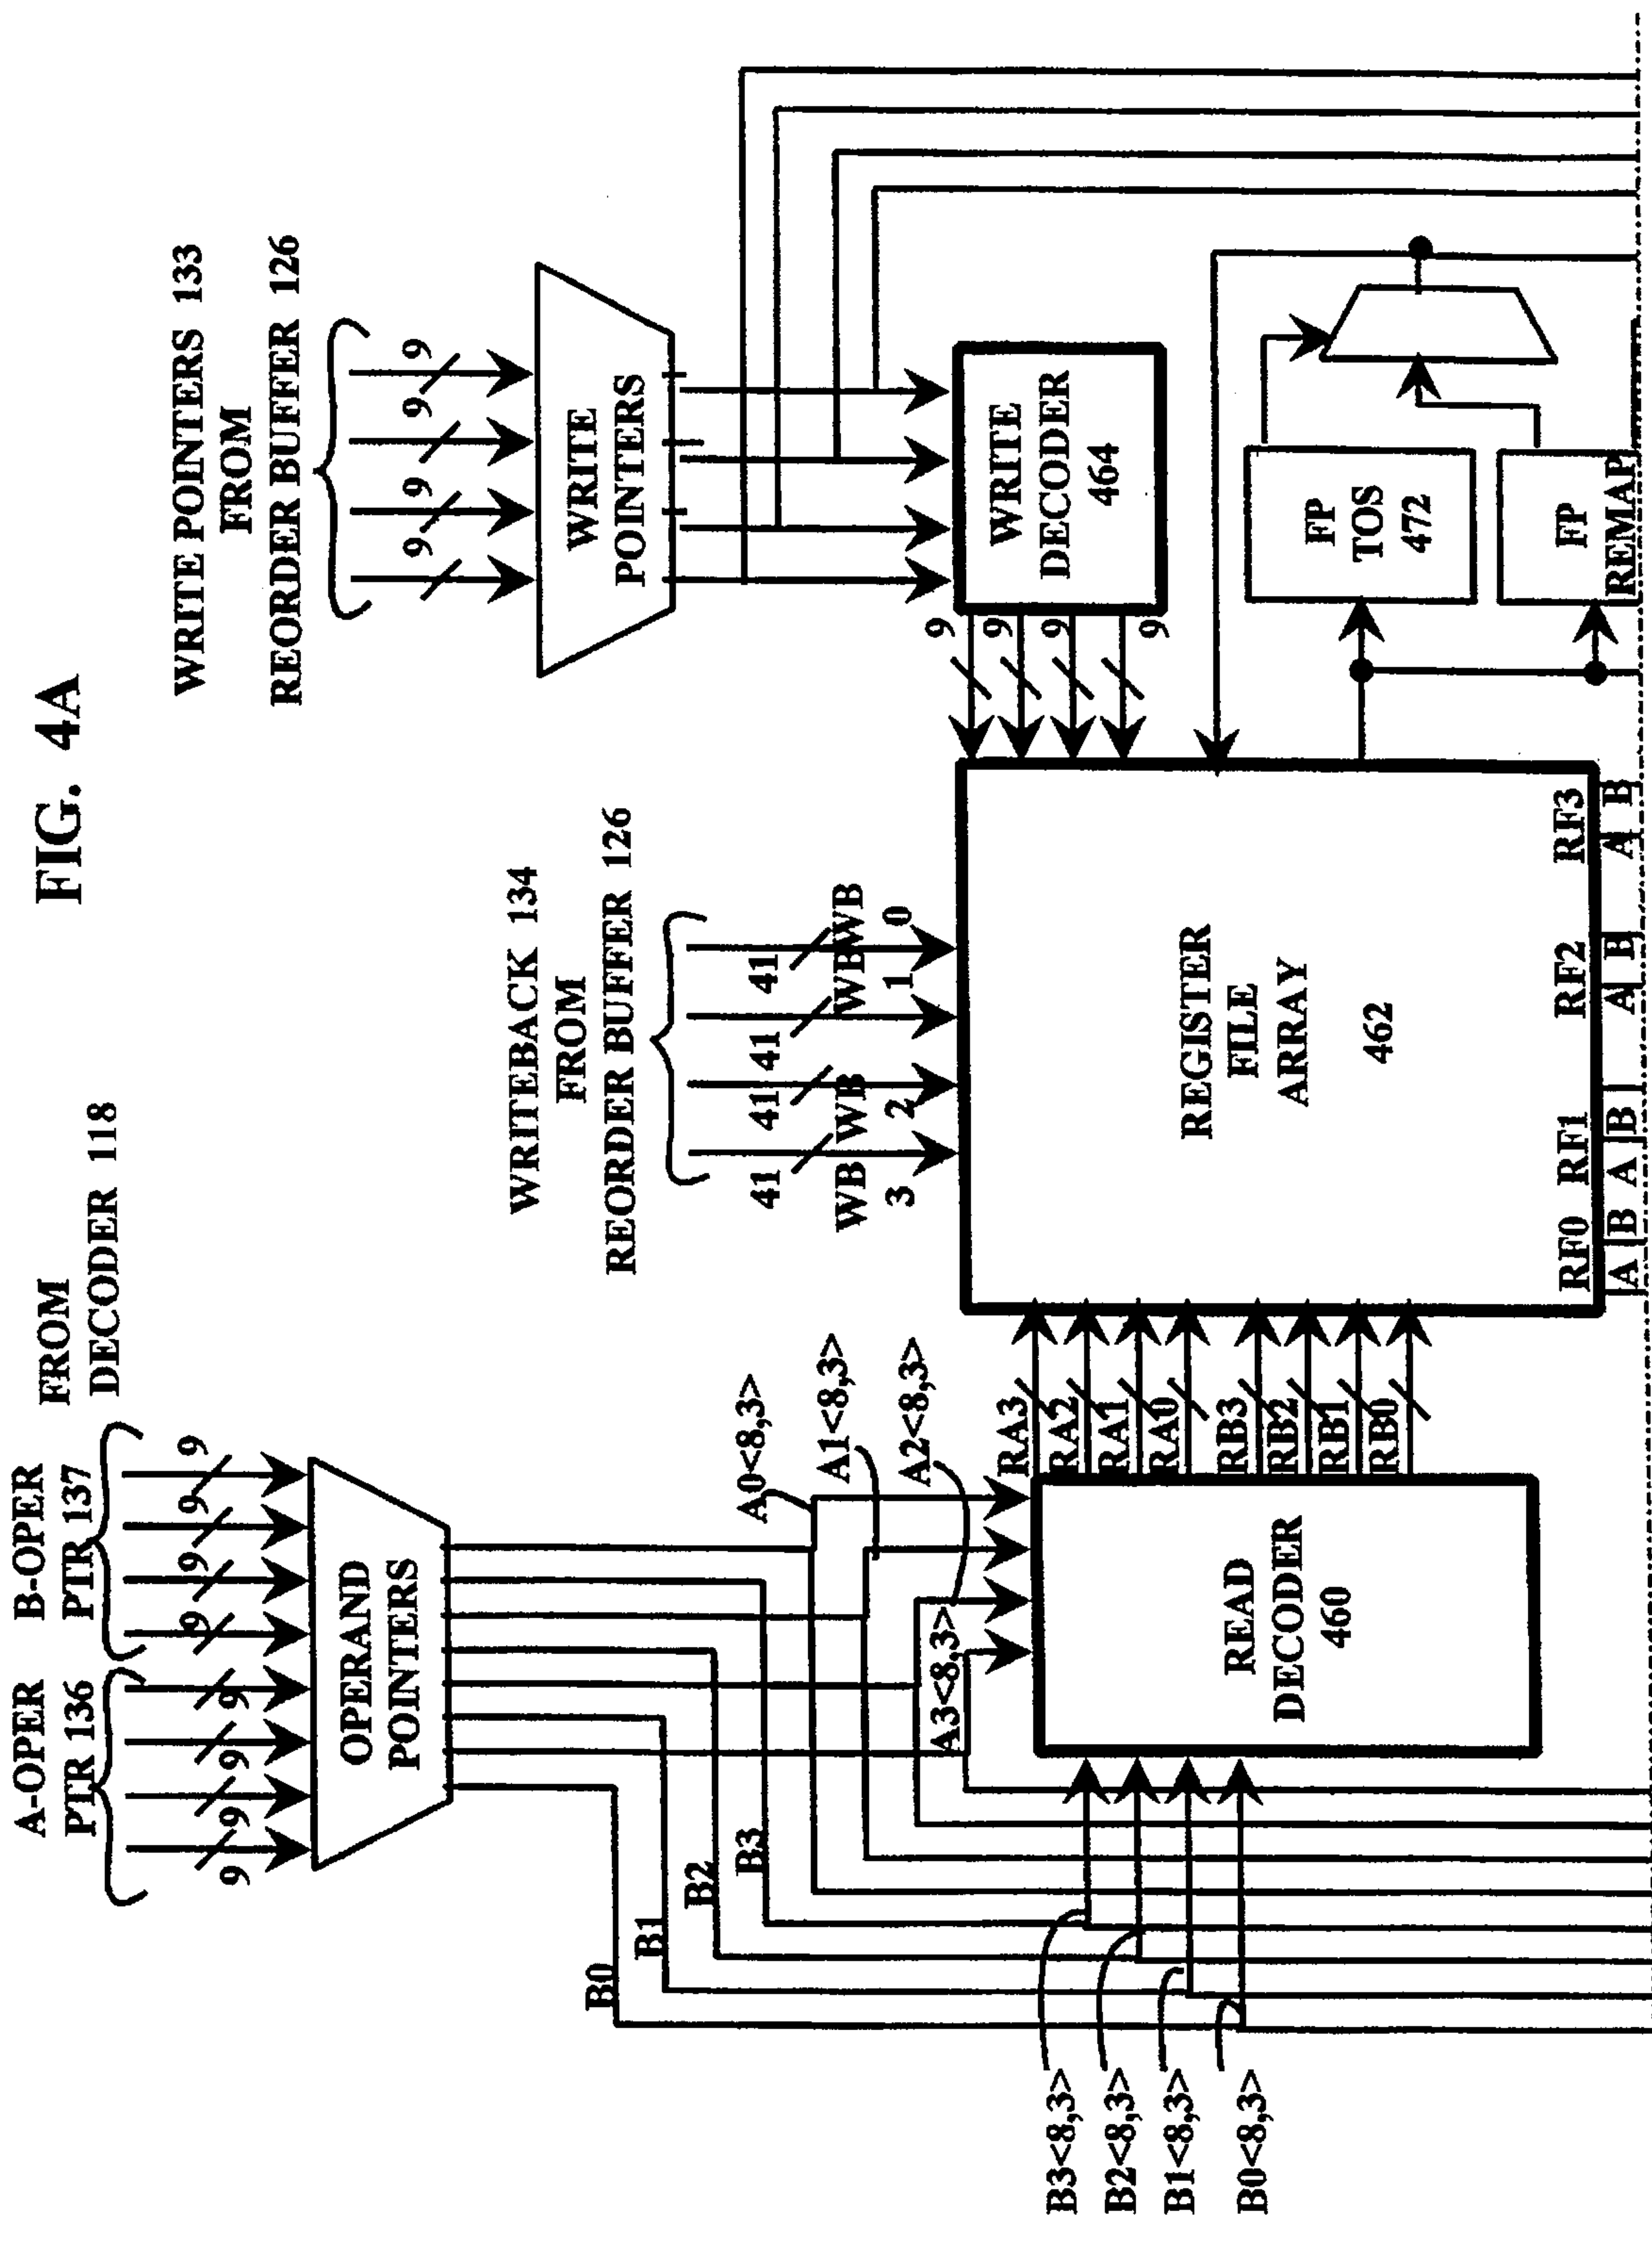 FIG. 4A
A-OPER
PTR 136
B-OPER
PTR 137
FROM
DECODER 118
9
9
9
9
9
9
9
9
OPERAND
POINTERS
WRITE POINTERS 133
FROM
REORDER BUFFER 126
9
9
9
9
WRITE
POINTERS
WRITEBACK 134
FROM
REORDER BUFFER 126
41
41
41
41
WB
3
WB
2
WB
1
WB
0
B0
B1
B2
B3
A0<8,3>
A1<8,3>
A2<8,3>
A3<8,3>
B3<8,3>
B2<8,3>
B1<8,3>
B0<8,3>
READ
DECODER
460
RA3
RA2
RA1
RA0
RB3
RB2
RB1
RB0
REGISTER
FILE
ARRAY
462
RF0 RF1 RF2 RF3
A B A B A B A B
WRITE
DECODER
464
9
9
9
9
FP
TOS
472
FP
REMAP